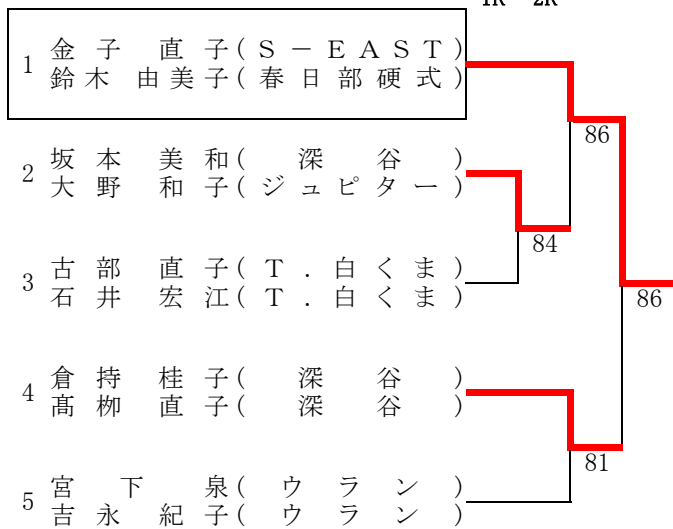 1R 2R
1 金子 直子(S－EAST)
鈴木 由美子(春日部硬式)
86
2 坂本 美和(深谷)
大野 和子(ジュピター)
84
3 古部 直子(T．白くま)
石井 宏江(T．白くま)
86
4 倉持 桂子(深谷)
髙栁 直子(深谷)
81
5 宮下 泉(ウラン)
吉永 紀子(ウラン)